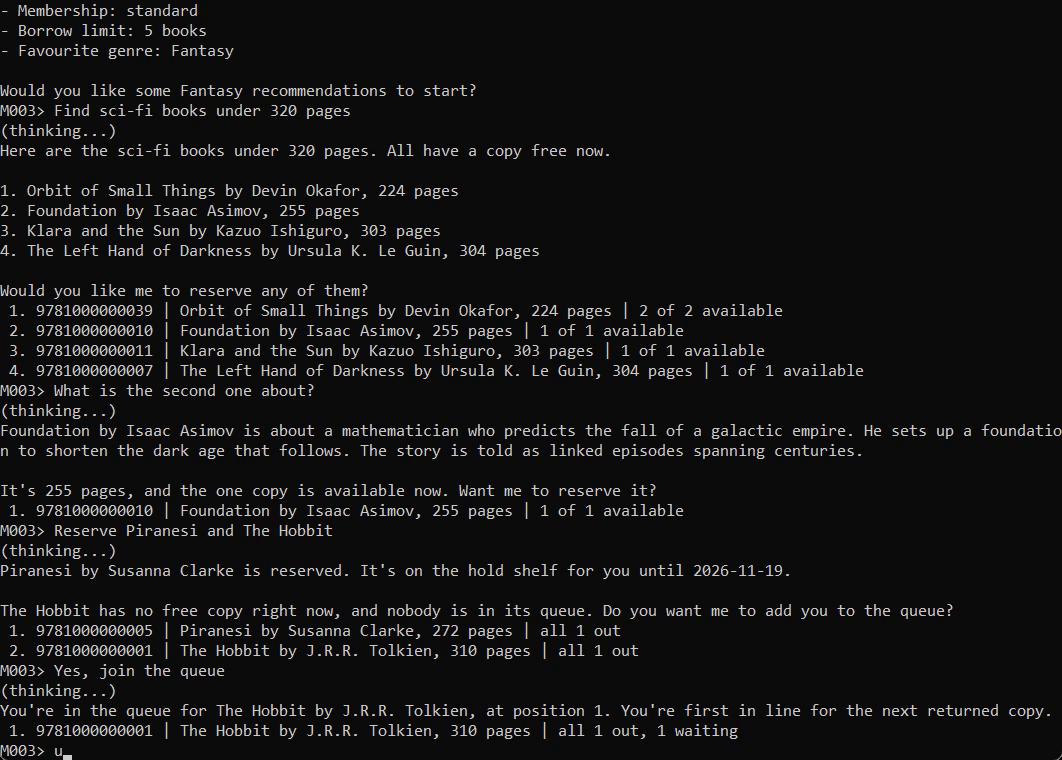 - Membership: standard
- Borrow limit: 5 books
- Favourite genre: Fantasy
Would you like some Fantasy recommendations to start?
M003> Find sci-fi books under 320 pages
(thinking...)
Here are the sci-fi books under 320 pages. All have a copy free now.
1. Orbit of Small Things by Devin Okafor, 224 pages
2. Foundation by Isaac Asimov, 255 pages
3. Klara and the Sun by Kazuo Ishiguro, 303 pages
4. The Left Hand of Darkness by Ursula K. Le Guin, 304 pages
Would you like me to reserve any of them?
1. 9781000000039 | Orbit of Small Things by Devin Okafor, 224 pages | 2 of 2 available
2. 9781000000010 | Foundation by Isaac Asimov, 255 pages | 1 of 1 available
3. 9781000000011 | Klara and the Sun by Kazuo Ishiguro, 303 pages | 1 of 1 available
4. 9781000000007 | The Left Hand of Darkness by Ursula K. Le Guin, 304 pages | 1 of 1 available
M003> What is the second one about?
(thinking...)
Foundation by Isaac Asimov is about a mathematician who predicts the fall of a galactic empire. He sets up a foundatio
n to shorten the dark age that follows. The story is told as linked episodes spanning centuries.
It's 255 pages, and the one copy is available now. Want me to reserve it?
1. 9781000000010 | Foundation by Isaac Asimov, 255 pages | 1 of 1 available
M003> Reserve Piranesi and The Hobbit
(thinking...)
Piranesi by Susanna Clarke is reserved. It's on the hold shelf for you until 2026-11-19.
The Hobbit has no free copy right now, and nobody is in its queue. Do you want me to add you to the queue?
1. 9781000000005 | Piranesi by Susanna Clarke, 272 pages | all 1 out
2. 9781000000001 | The Hobbit by J.R.R. Tolkien, 310 pages | all 1 out
M003> Yes, join the queue
(thinking...)
You're in the queue for The Hobbit by J.R.R. Tolkien, at position 1. You're first in line for the next returned copy.
1. 9781000000001 | The Hobbit by J.R.R. Tolkien, 310 pages | all 1 out, 1 waiting
M003> u